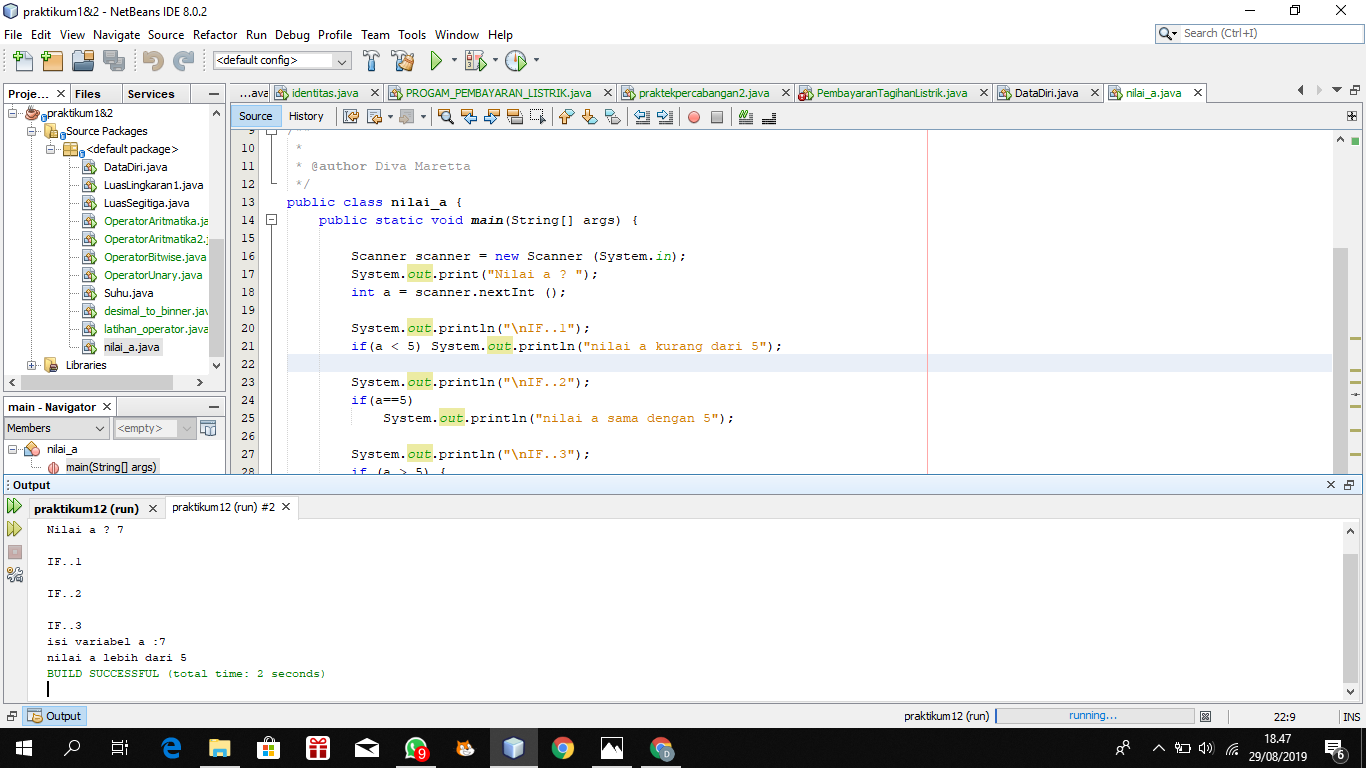 praktikum1&2 - NetBeans IDE 8.0.2
File Edit View Navigate Source Refactor Run Debug Profile Team Tools Window Help
Search (Ctrl+I)
<default config>
Proje... Files Services
...ava identitas.java PROGAM_PEMBAYARAN_LISTRIK.java praktekpercabangan2.java PembayaranTagihanListrik.java DataDiri.java nilai_a.java
Source History
praktikum1&2
Source Packages
<default package>
DataDiri.java
LuasLingkaran1.java
LuasSegitiga.java
OperatorAritmatika.ja
OperatorAritmatika2.j
OperatorBitwise.java
OperatorUnary.java
Suhu.java
desimal_to_binner.jav
latihan_operator.java
nilai_a.java
Libraries
main - Navigator
Members <empty>
nilai_a
main(String[] args)
9 /**
10 *
11 * @author Diva Maretta
12 */
13 public class nilai_a {
14 public static void main(String[] args) {
15
16 Scanner scanner = new Scanner (System.in);
17 System.out.print("Nilai a ? ");
18 int a = scanner.nextInt ();
19
20 System.out.println("\nIF..1");
21 if(a < 5) System.out.println("nilai a kurang dari 5");
22
23 System.out.println("\nIF..2");
24 if(a==5)
25 System.out.println("nilai a sama dengan 5");
26
27 System.out.println("\nIF..3");
28 if (a > 5) {
Output
praktikum12 (run) praktikum12 (run) #2
Nilai a ? 7
IF..1
IF..2
IF..3
isi variabel a :7
nilai a lebih dari 5
BUILD SUCCESSFUL (total time: 2 seconds)
Output
praktikum12 (run) running... 22:9 INS
9
D
18.47
29/08/2019
6